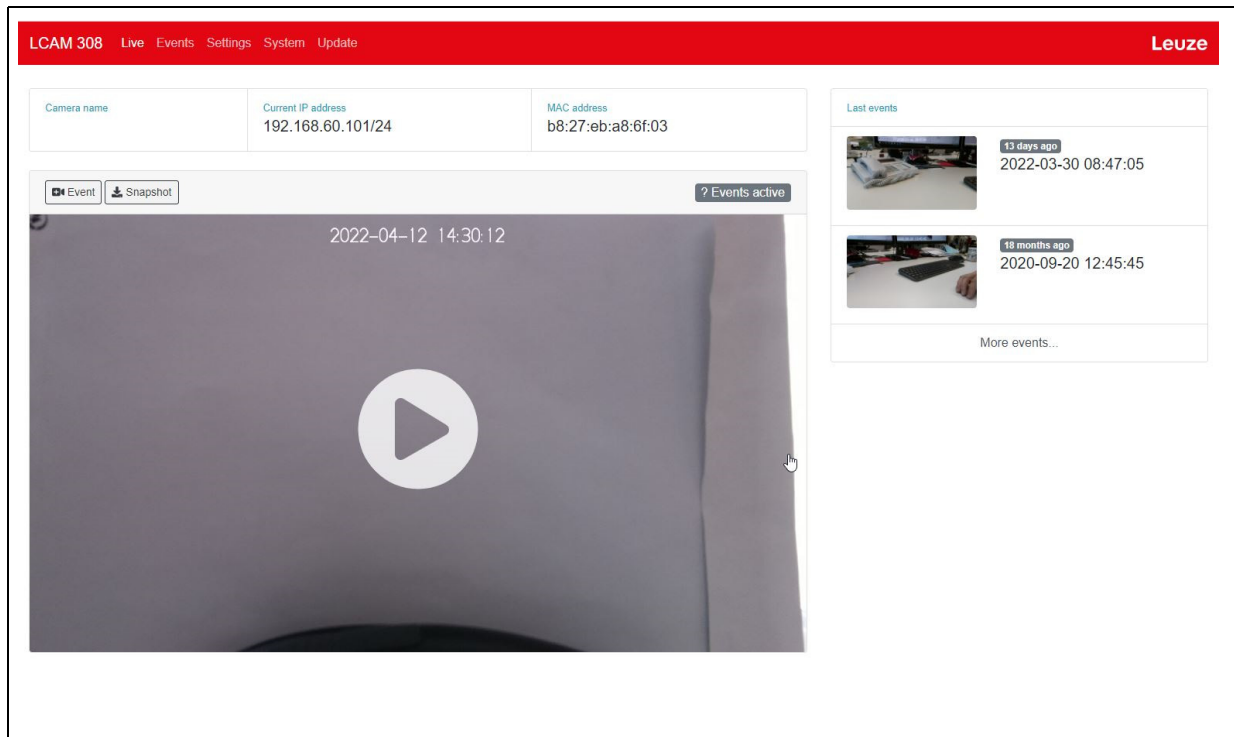 LCAM 308 Live Events Settings System Update
Leuze
Camera name
Current IP address
192.168.60.101/24
MAC address
b8:27:eb:a8:6f:03
Event
Snapshot
? Events active
2022-04-12 14:30:12
Last events
13 days ago
2022-03-30 08:47:05
18 months ago
2020-09-20 12:45:45
More events...